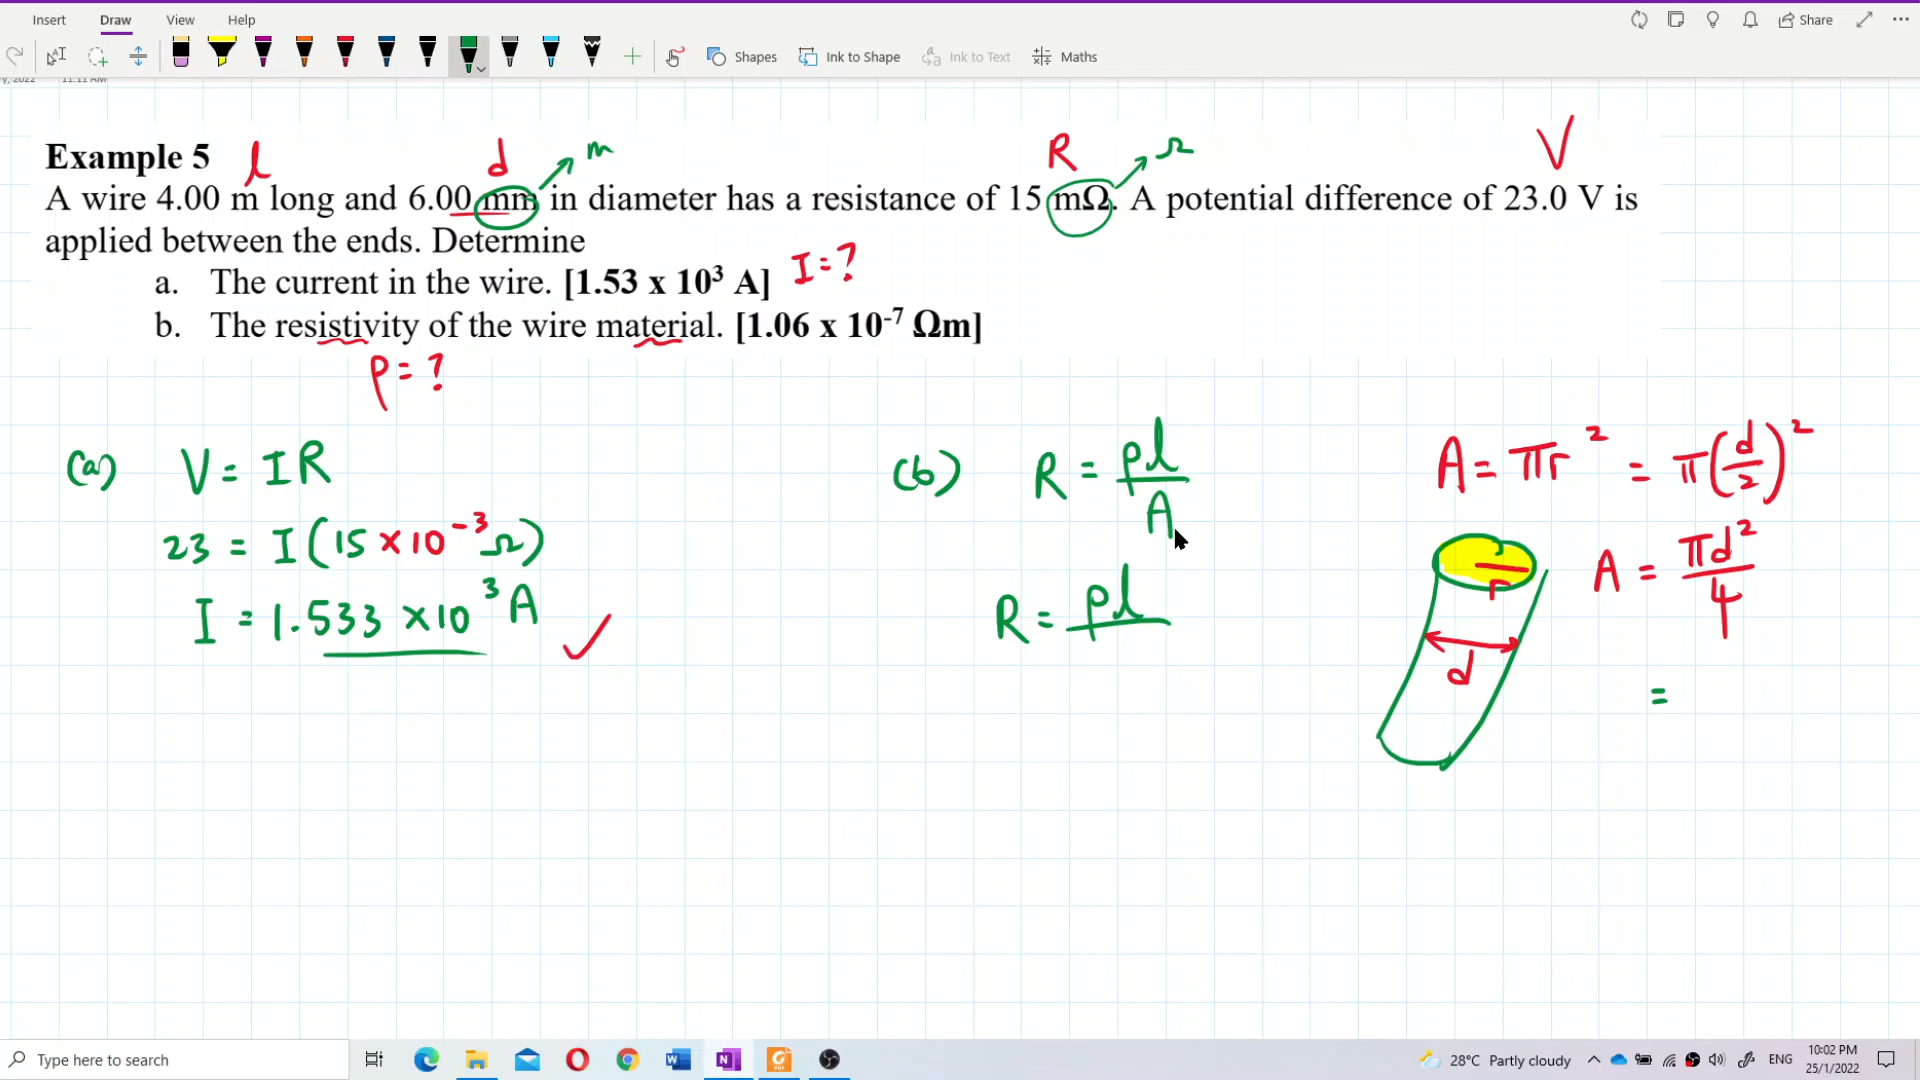 Insert Draw View Help
Share
Shapes Ink to Shape Ink to Text Maths
2022 11:11 AM
l d m R Ω V
Example 5
A wire 4.00 m long and 6.00 mm in diameter has a resistance of 15 mΩ. A potential difference of 23.0 V is
applied between the ends. Determine
a. The current in the wire. [1.53 x 10³ A] I = ?
b. The resistivity of the wire material. [1.06 x 10⁻⁷ Ωm]
ρ = ?
(a) V = IR
23 = I(15 ×10⁻³ Ω)
I = 1.533 ×10³ A ✓
(b) R = ρl/A
R = ρl
A = πr² = π(d/2)²
r
A = πd²/4
d
=
Type here to search
28°C Partly cloudy ENG 10:02 PM
25/1/2022